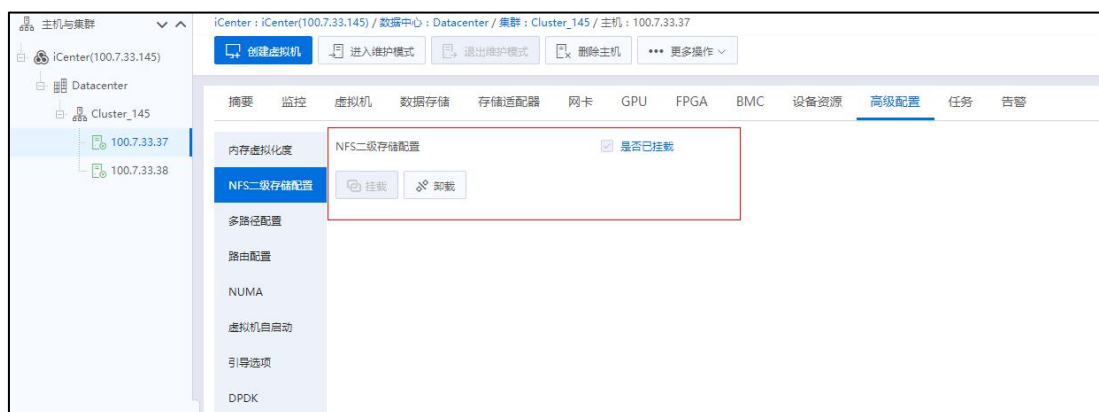 主机与集群
iCenter(100.7.33.145)
Datacenter
Cluster_145
100.7.33.37
100.7.33.38
iCenter : iCenter(100.7.33.145) / 数据中心 : Datacenter / 集群 : Cluster_145 / 主机 : 100.7.33.37
创建虚拟机 进入维护模式 退出维护模式 删除主机 ••• 更多操作
摘要 监控 虚拟机 数据存储 存储适配器 网卡 GPU FPGA BMC 设备资源 高级配置 任务 告警
内存虚拟化度
NFS二级存储配置
多路径配置
路由配置
NUMA
虚拟机自启动
引导选项
DPDK
NFS二级存储配置 是否已挂载
挂载 卸载